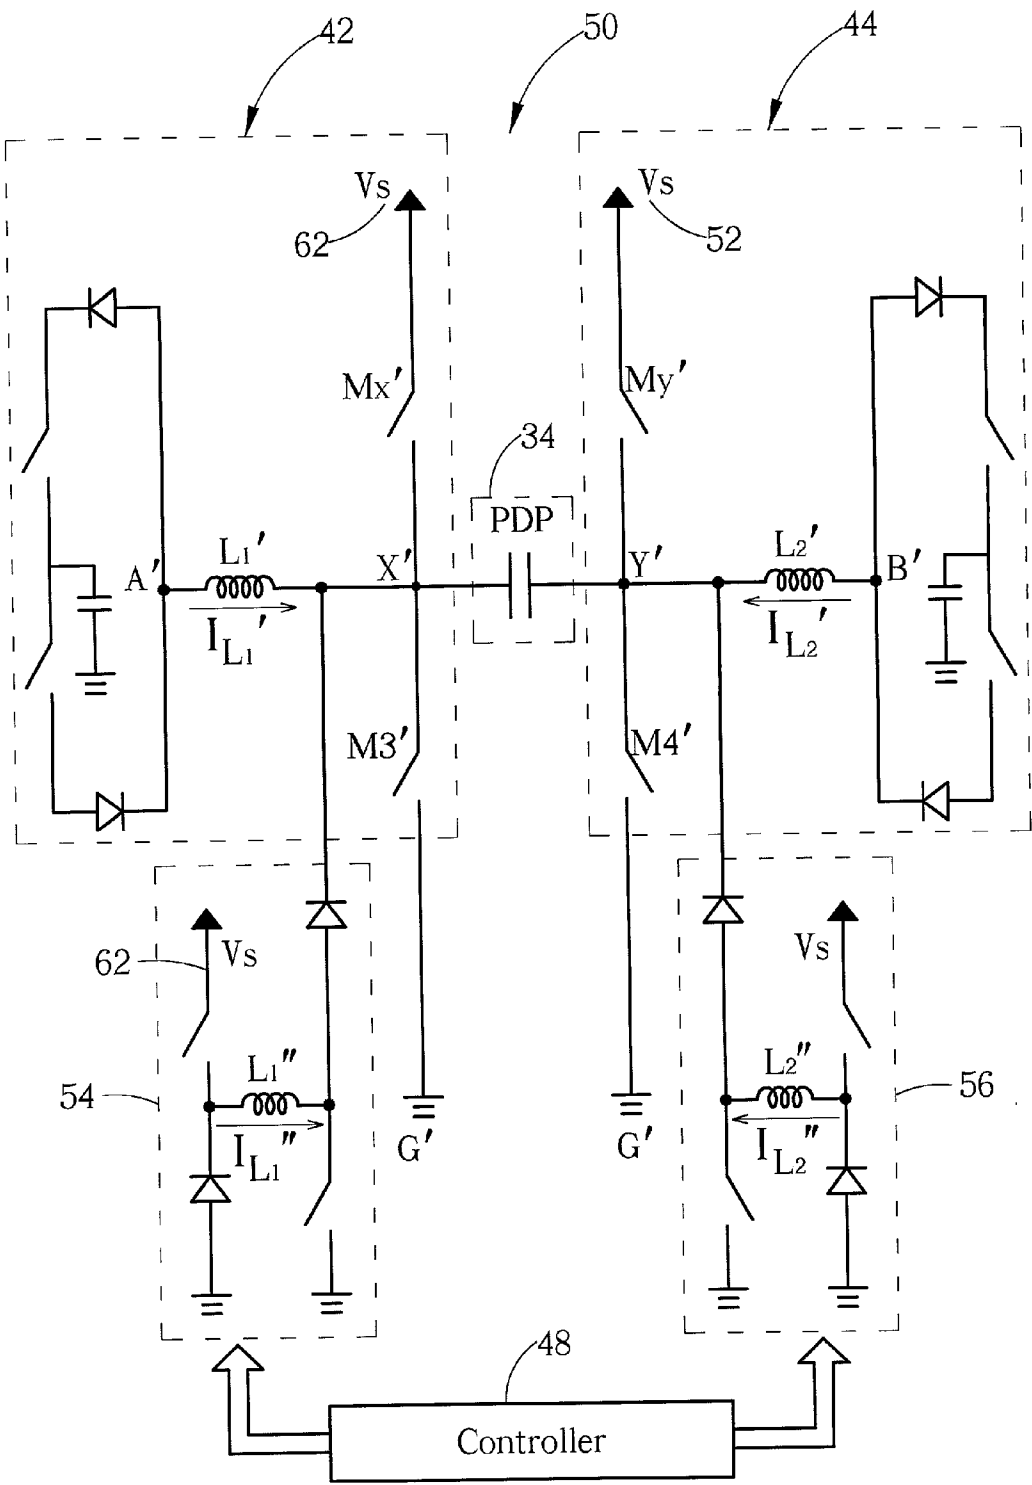 42
50
44
Vs
Vs
62
52
Mx'
My'
34
PDP
L1'
X'
Y'
L2'
A'
B'
IL1'
IL2'
M3'
M4'
62
Vs
Vs
L1"
L2"
54
56
IL1"
G'
G'
IL2"
48
Controller